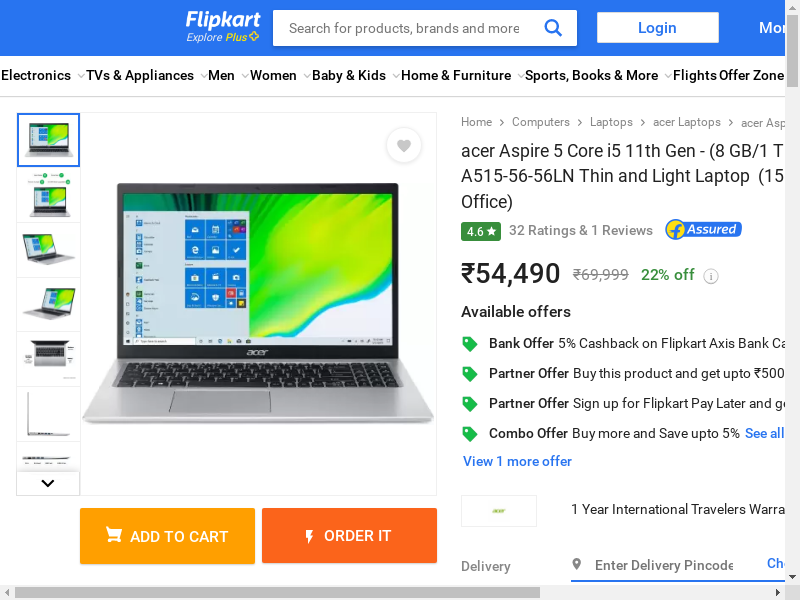 Flipkart
Explore Plus
Search for products, brands and more
Login
Mor
Electronics
TVs & Appliances
Men
Women
Baby & Kids
Home & Furniture
Sports, Books & More
Flights
Offer Zone
Home
Computers
Laptops
acer Laptops
acer Asp
acer Aspire 5 Core i5 11th Gen - (8 GB/1 T
A515-56-56LN Thin and Light Laptop (15
Office)
4.6
32 Ratings & 1 Reviews
Assured
₹54,490
₹69,999
22% off
i
Available offers
Bank Offer 5% Cashback on Flipkart Axis Bank Ca
Partner Offer Buy this product and get upto ₹500
Partner Offer Sign up for Flipkart Pay Later and ge
Combo Offer Buy more and Save upto 5% See all
View 1 more offer
acer
acer
1 Year International Travelers Warra
ADD TO CART
ORDER IT
Delivery
Enter Delivery Pincode
Che